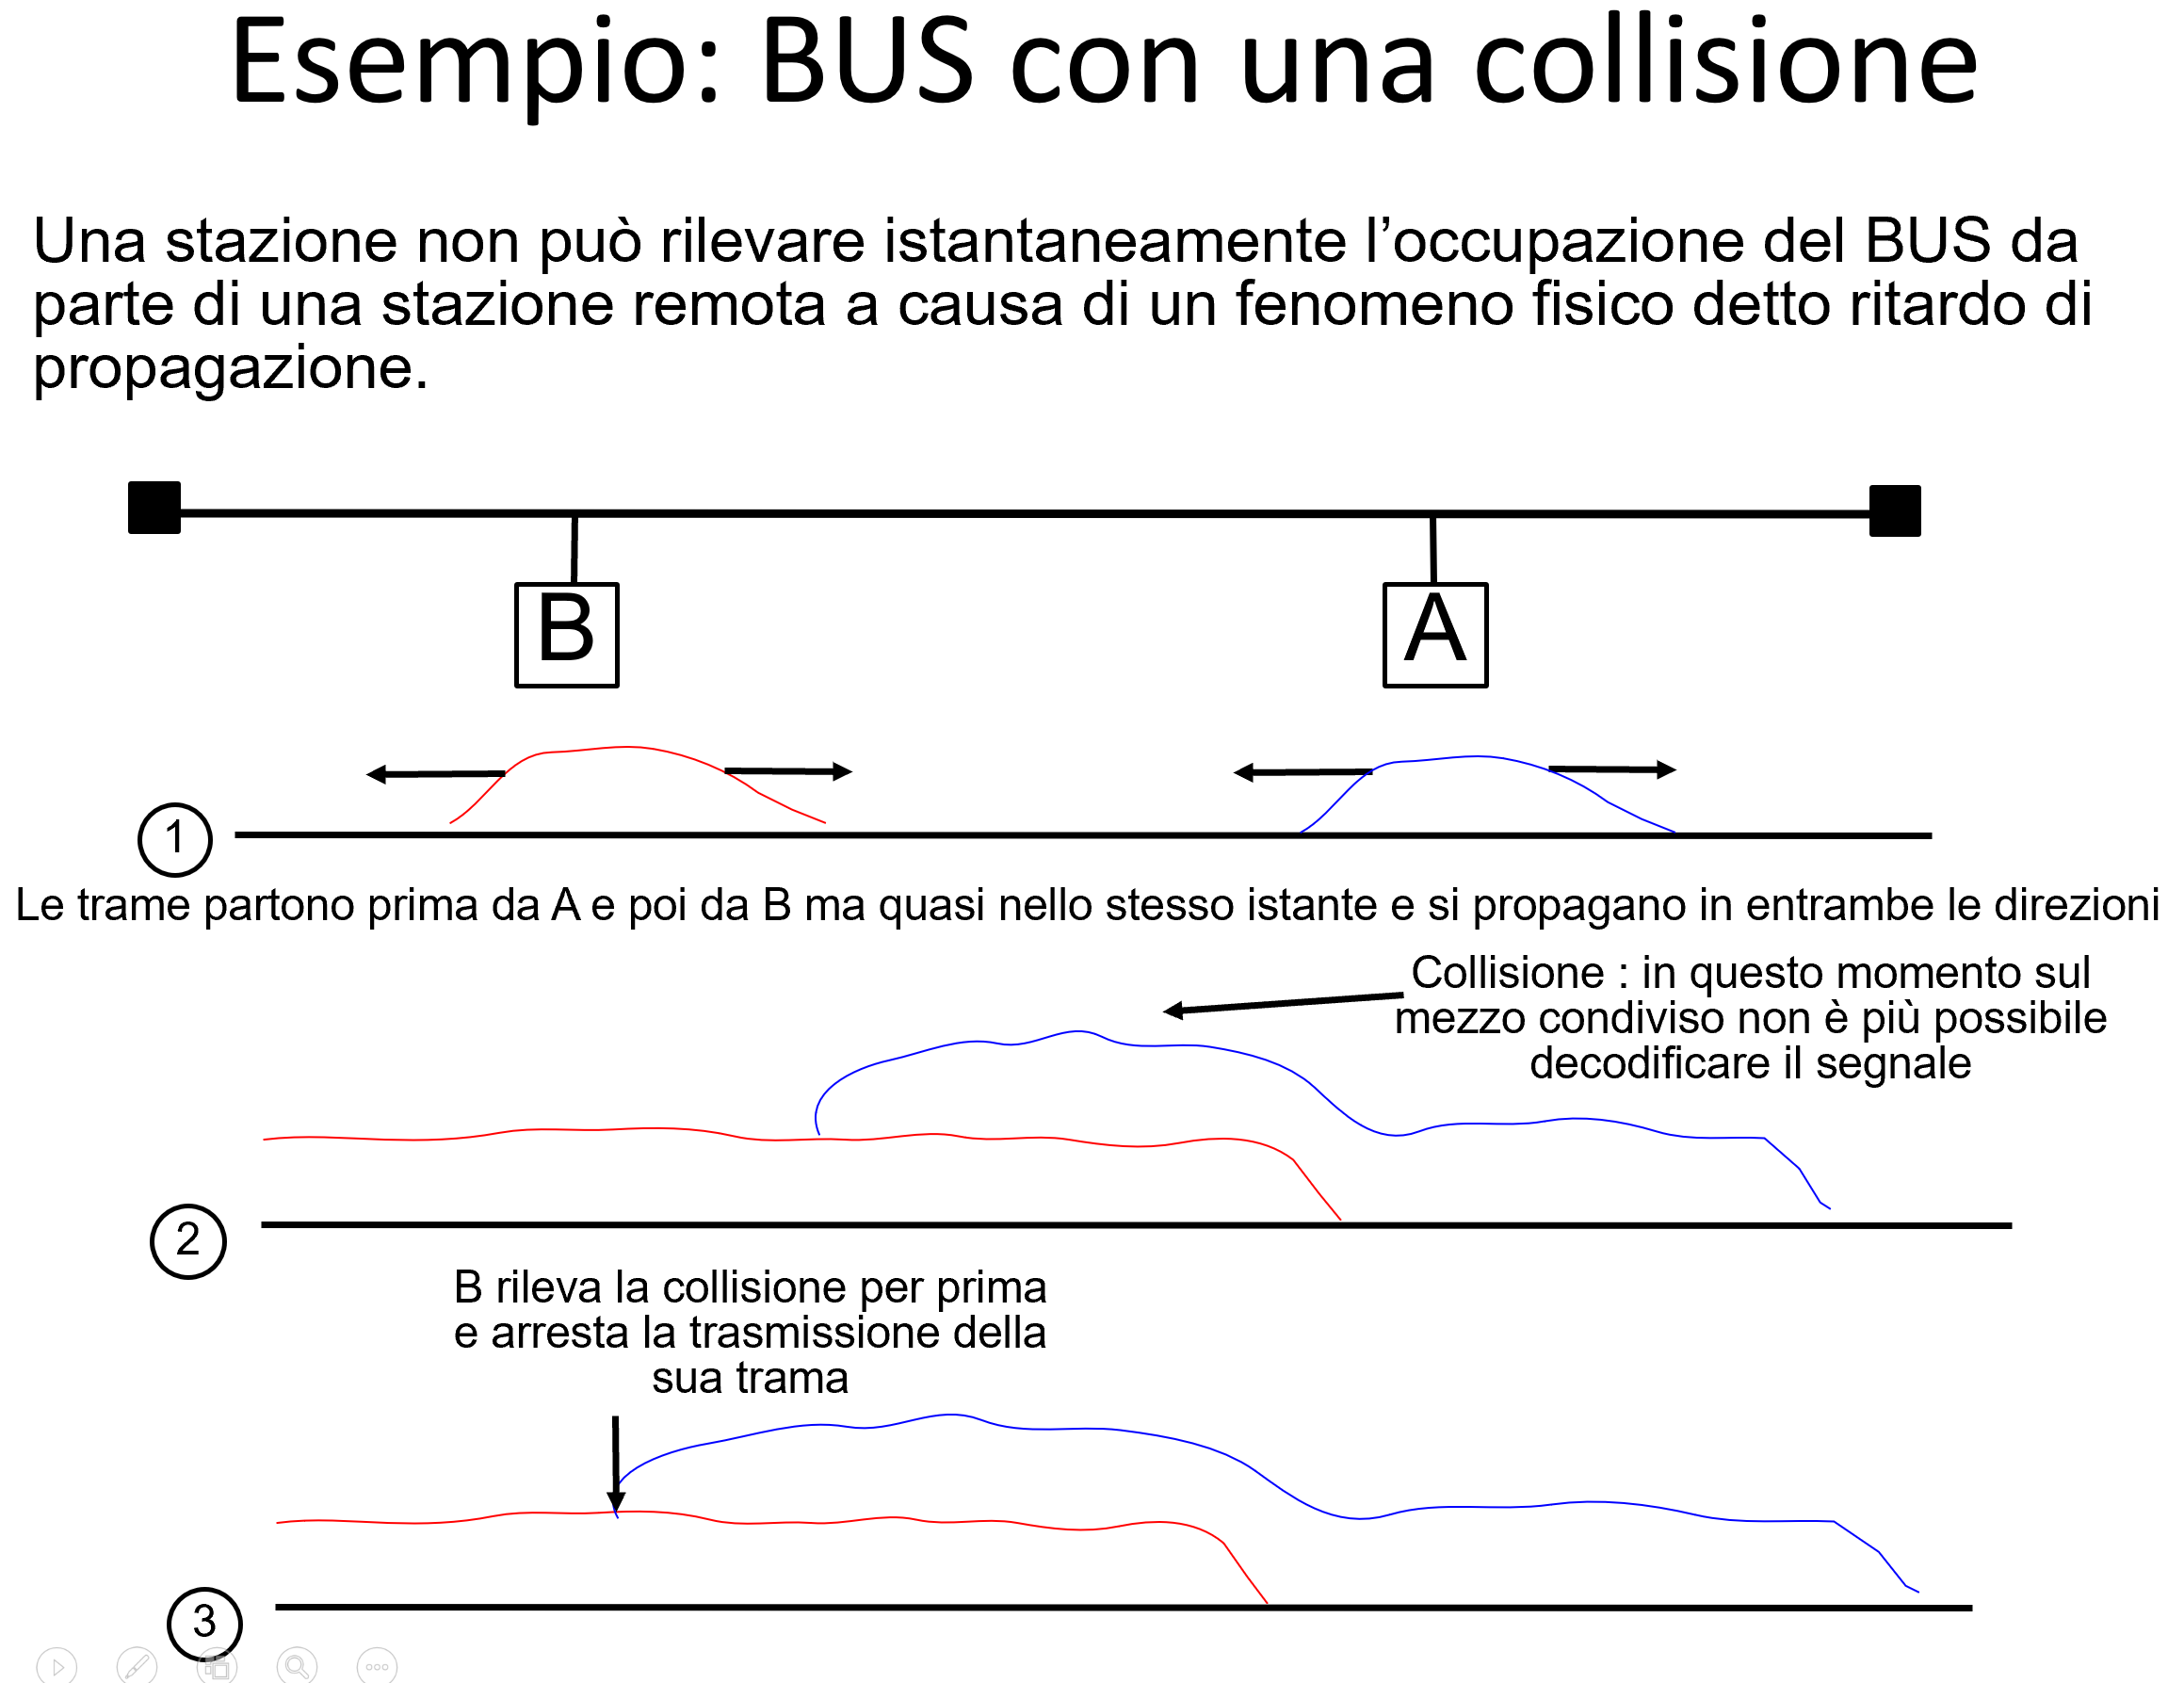 Esempio: BUS con una collisione
Una stazione non può rilevare istantaneamente l’occupazione del BUS da
parte di una stazione remota a causa di un fenomeno fisico detto ritardo di
propagazione.
B
A
1
Le trame partono prima da A e poi da B ma quasi nello stesso istante e si propagano in entrambe le direzioni
Collisione : in questo momento sul
mezzo condiviso non è più possibile
decodificare il segnale
2
B rileva la collisione per prima
e arresta la trasmissione della
sua trama
3